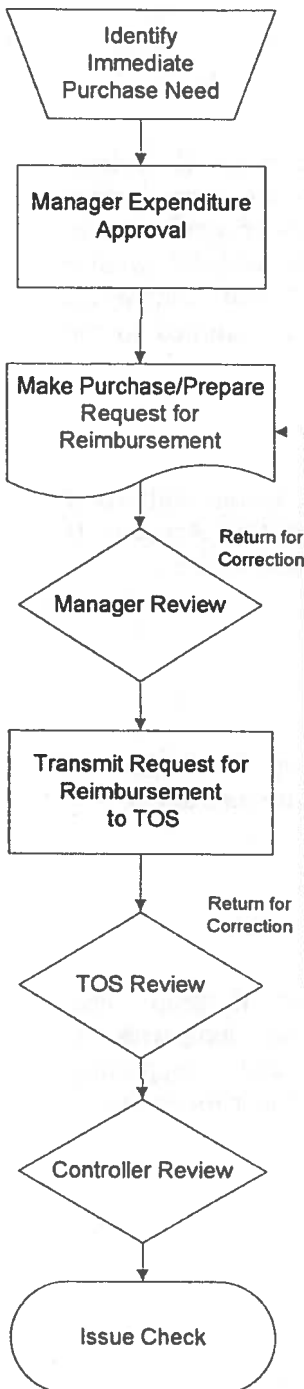 Identify
Immediate
Purchase Need
Manager Expenditure
Approval
Make Purchase/Prepare
Request for
Reimbursement
Return for
Correction
Manager Review
Transmit Request for
Reimbursement
to TOS
Return for
Correction
TOS Review
Controller Review
Issue Check